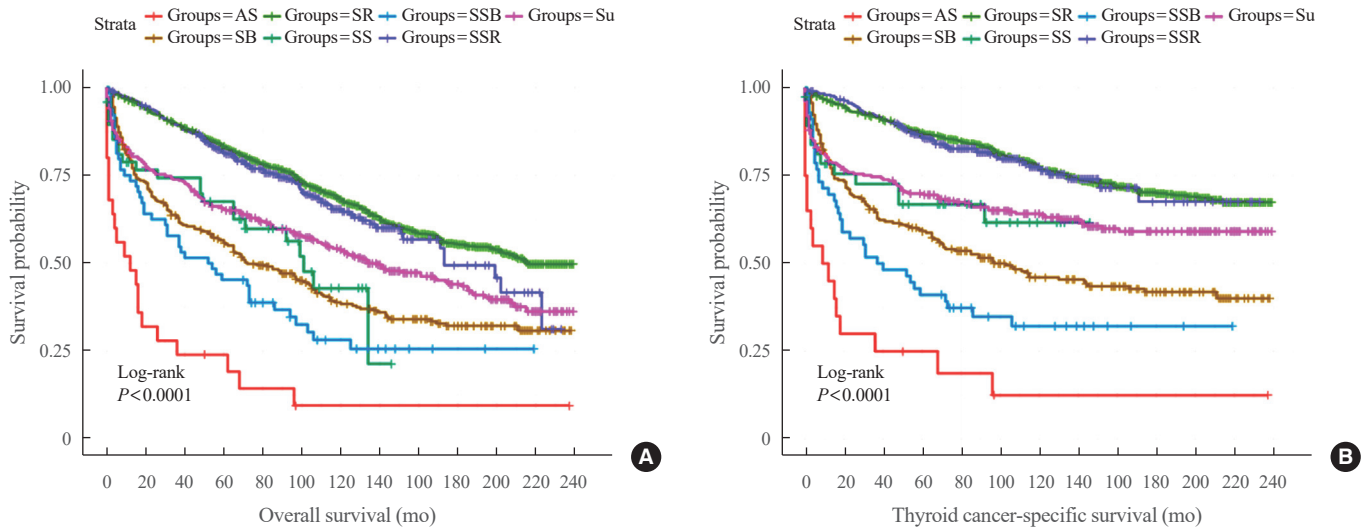 Strata Groups=AS Groups=SR Groups=SSB Groups=Su
Groups=SB Groups=SS Groups=SSR
1.00
0.75
0.50
0.25
0
Survival probability
Log-rank
P<0.0001
0 20 40 60 80 100 120 140 160 180 200 220 240
Overall survival (mo)
A
Strata Groups=AS Groups=SR Groups=SSB Groups=Su
Groups=SB Groups=SS Groups=SSR
1.00
0.75
0.50
0.25
0
Survival probability
Log-rank
P<0.0001
0 20 40 60 80 100 120 140 160 180 200 220 240
Thyroid cancer-specific survival (mo)
B